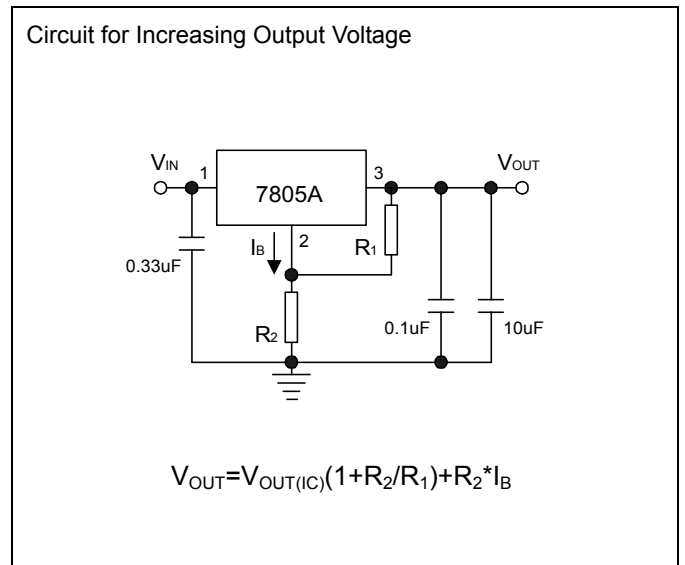 Circuit for Increasing Output Voltage
VIN
1
7805A
3
VOUT
IB
2
R1
0.33uF
R2
0.1uF
10uF
VOUT=VOUT(IC)(1+R2/R1)+R2*IB